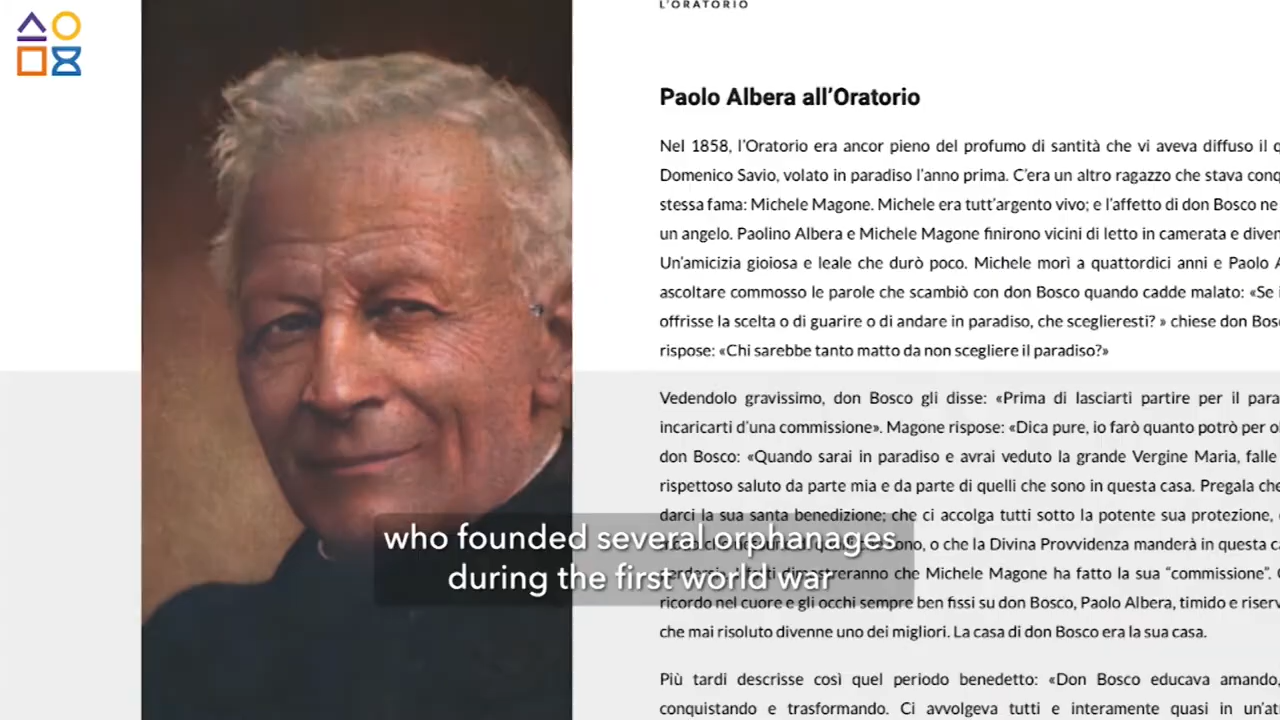 L'ORATORIO
Paolo Albera all'Oratorio
Nel 1858, l'Oratorio era ancor pieno del profumo di santità che vi aveva diffuso il
Domenico Savio, volato in paradiso l'anno prima. C'era un altro ragazzo che stava
stessa fama: Michele Magone. Michele era tutt'argento vivo; e l'affetto di don Bosco ne
un angelo. Paolino Albera e Michele Magone finirono vicini di letto in camerata e
Un'amicizia gioiosa e leale che durò poco. Michele morì a quattordici anni e Paolo
ascoltare commosso le parole che scambiò con don Bosco quando cadde malato: «Se
offrisse la scelta o di guarire o di andare in paradiso, che sceglieresti? » chiese don
rispose: «Chi sarebbe tanto matto da non scegliere il paradiso?»
Vedendolo gravissimo, don Bosco gli disse: «Prima di lasciarti partire per il
incaricarti d'una commissione». Magone rispose: «Dica pure, io farò quanto potrò per
don Bosco: «Quando sarai in paradiso e avrai veduto la grande Vergine Maria, falle
rispettoso saluto da parte mia e da parte di quelli che sono in questa casa. Pregala che
darci la sua santa benedizione; che ci accolga tutti sotto la potente sua protezione,
who founded several orphanages
o che la Divina Provvidenza manderà in questa
during the first world war
che Michele Magone ha fatto la sua "commissione".
ricordo nel cuore e gli occhi sempre ben fissi su don Bosco, Paolo Albera, timido e
che mai risoluto divenne uno dei migliori. La casa di don Bosco era la sua casa.
Più tardi descrisse così quel periodo benedetto: «Don Bosco educava amando,
conquistando e trasformando. Ci avvolgeva tutti e interamente quasi in